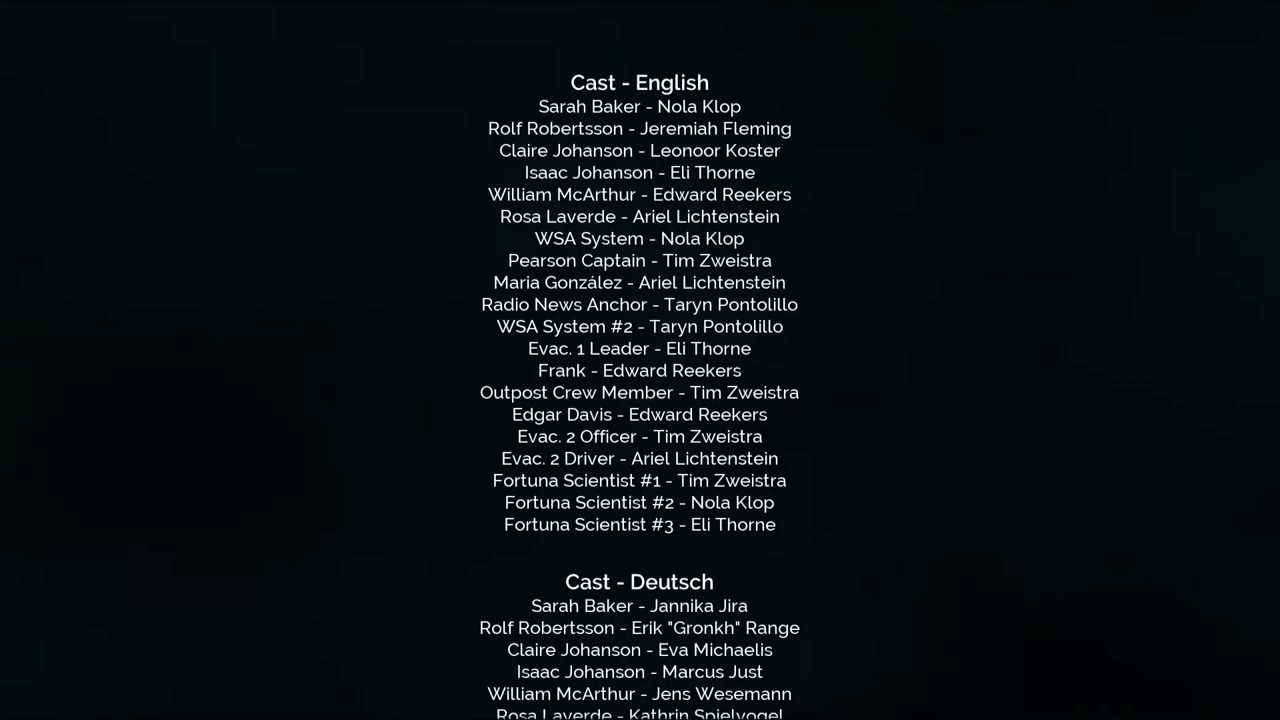 Cast - English
Sarah Baker - Nola Klop
Rolf Robertsson - Jeremiah Fleming
Claire Johanson - Leonoor Koster
Isaac Johanson - Eli Thorne
William McArthur - Edward Reekers
Rosa Laverde - Ariel Lichtenstein
WSA System - Nola Klop
Pearson Captain - Tim Zweistra
Maria González - Ariel Lichtenstein
Radio News Anchor - Taryn Pontolillo
WSA System #2 - Taryn Pontolillo
Evac. 1 Leader - Eli Thorne
Frank - Edward Reekers
Outpost Crew Member - Tim Zweistra
Edgar Davis - Edward Reekers
Evac. 2 Officer - Tim Zweistra
Evac. 2 Driver - Ariel Lichtenstein
Fortuna Scientist #1 - Tim Zweistra
Fortuna Scientist #2 - Nola Klop
Fortuna Scientist #3 - Eli Thorne
Cast - Deutsch
Sarah Baker - Jannika Jira
Rolf Robertsson - Erik "Gronkh" Range
Claire Johanson - Eva Michaelis
Isaac Johanson - Marcus Just
William McArthur - Jens Wesemann
Rosa Laverde - Kathrin Spielvogel